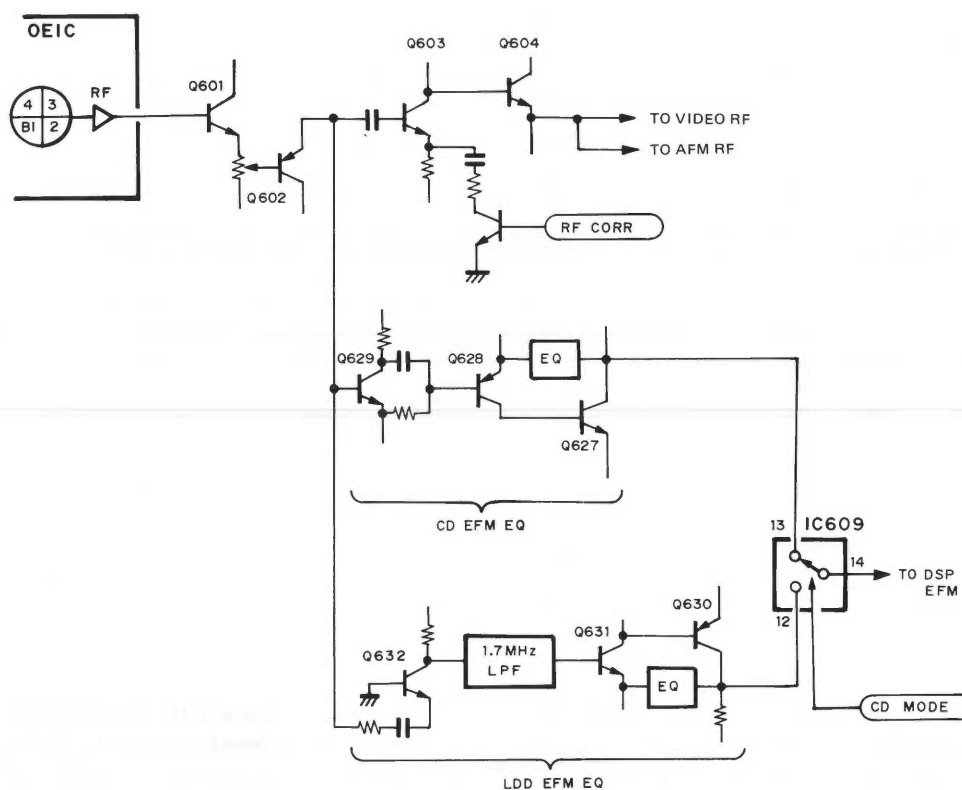 OEIC
4 3
B1 2
RF
Q601
Q602
Q603
Q604
TO VIDEO RF
TO AFM RF
RF CORR
Q629
Q628
EQ
Q627
CD EFM EQ
13
IC609
14
TO DSP
EFM
12
Q632
1.7MHz
LPF
Q631
Q630
EQ
CD MODE
LDD EFM EQ